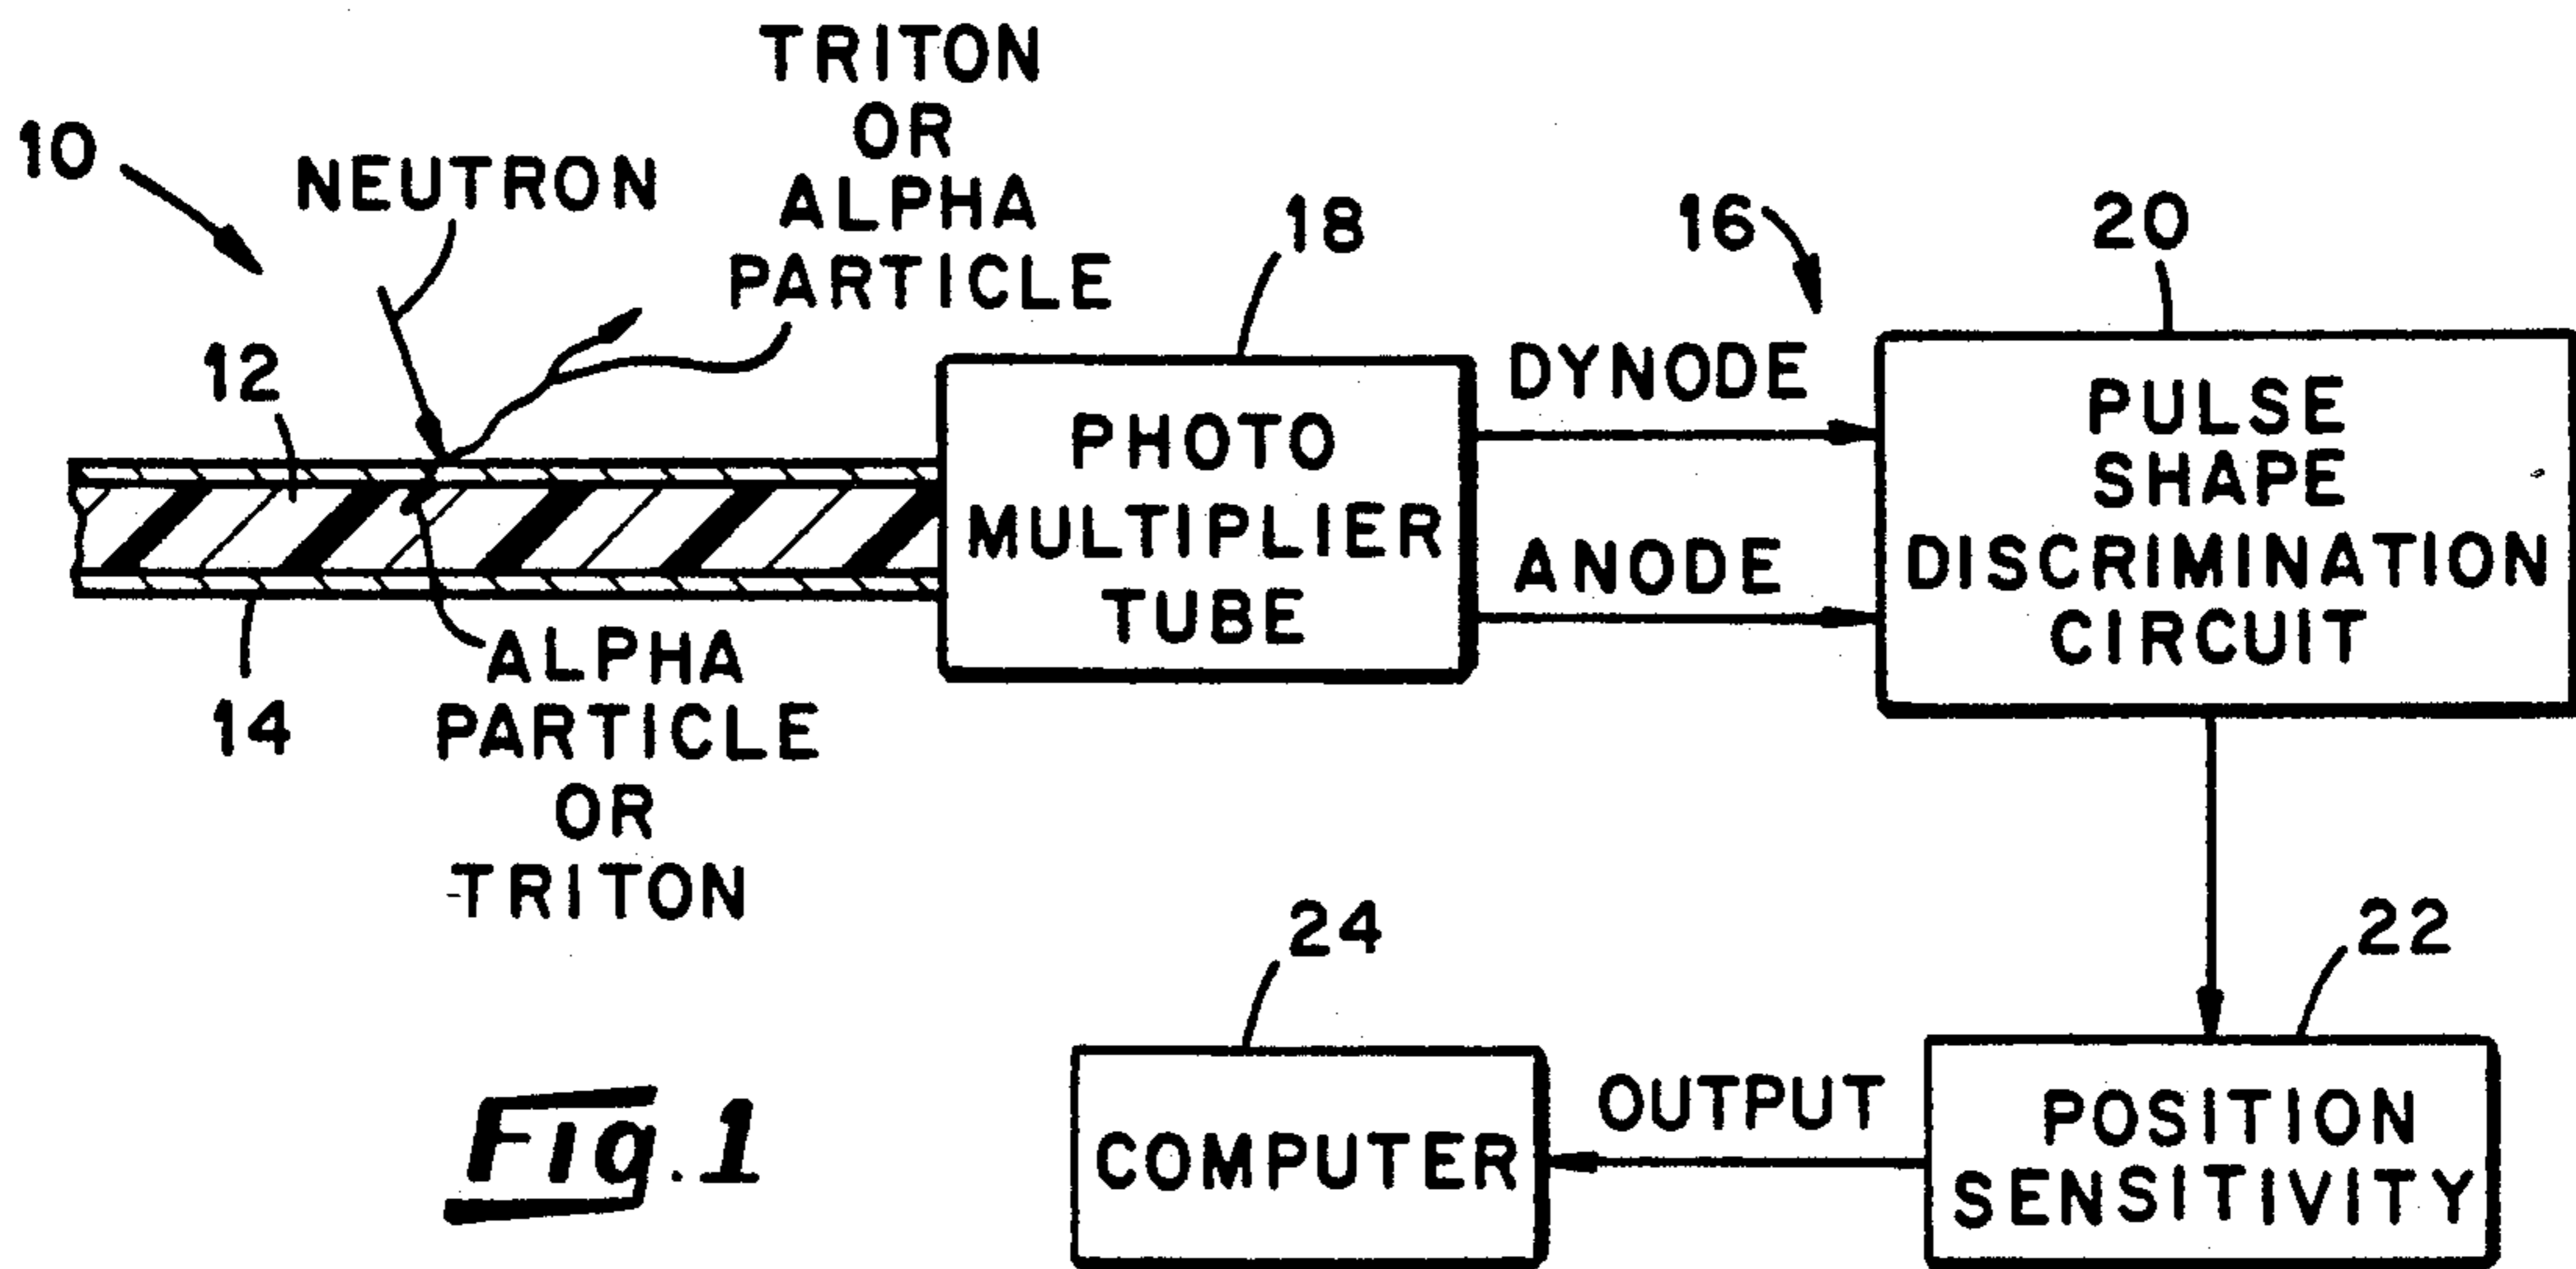 TRITON
OR
ALPHA
PARTICLE
10
NEUTRON
18
16
20
12
DYNODE
PHOTO
MULTIPLIER
TUBE
ANODE
PULSE
SHAPE
DISCRIMINATION
CIRCUIT
14
ALPHA
PARTICLE
OR
TRITON
24
22
COMPUTER
OUTPUT
POSITION
SENSITIVITY
Fig.1